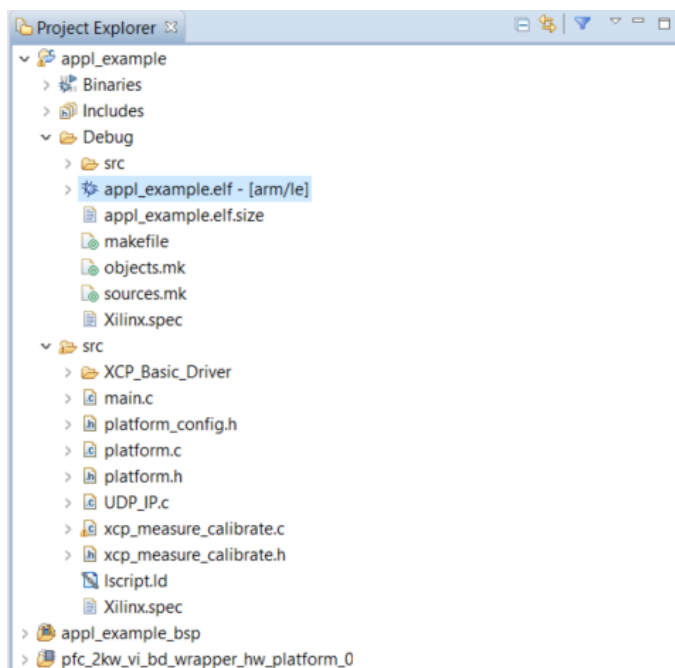 Project Explorer
appl_example
Binaries
Includes
Debug
src
appl_example.elf - [arm/le]
appl_example.elf.size
makefile
objects.mk
sources.mk
Xilinx.spec
src
XCP_Basic_Driver
main.c
platform_config.h
platform.c
platform.h
UDP_IP.c
xcp_measure_calibrate.c
xcp_measure_calibrate.h
lscript.ld
Xilinx.spec
appl_example_bsp
pfc_2kw_vi_bd_wrapper_hw_platform_0